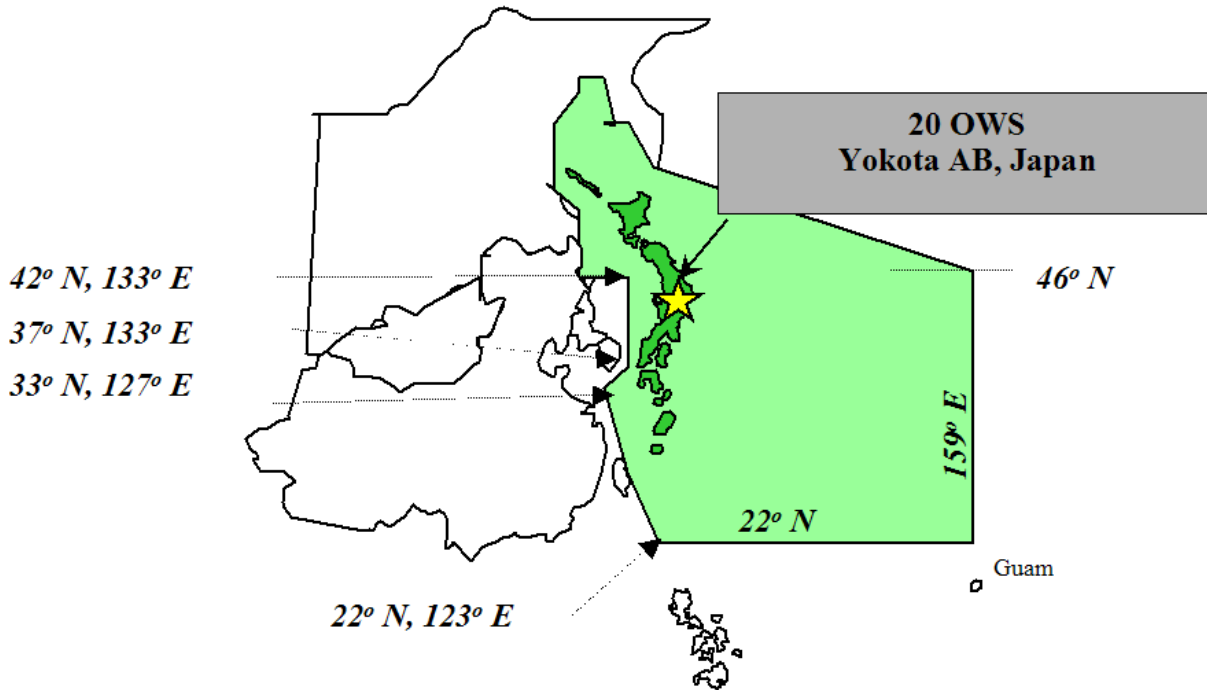 20 OWS
Yokota AB, Japan
42º N, 133º E
46º N
37º N, 133º E
33º N, 127º E
159º E
22º N
Guam
22º N, 123º E